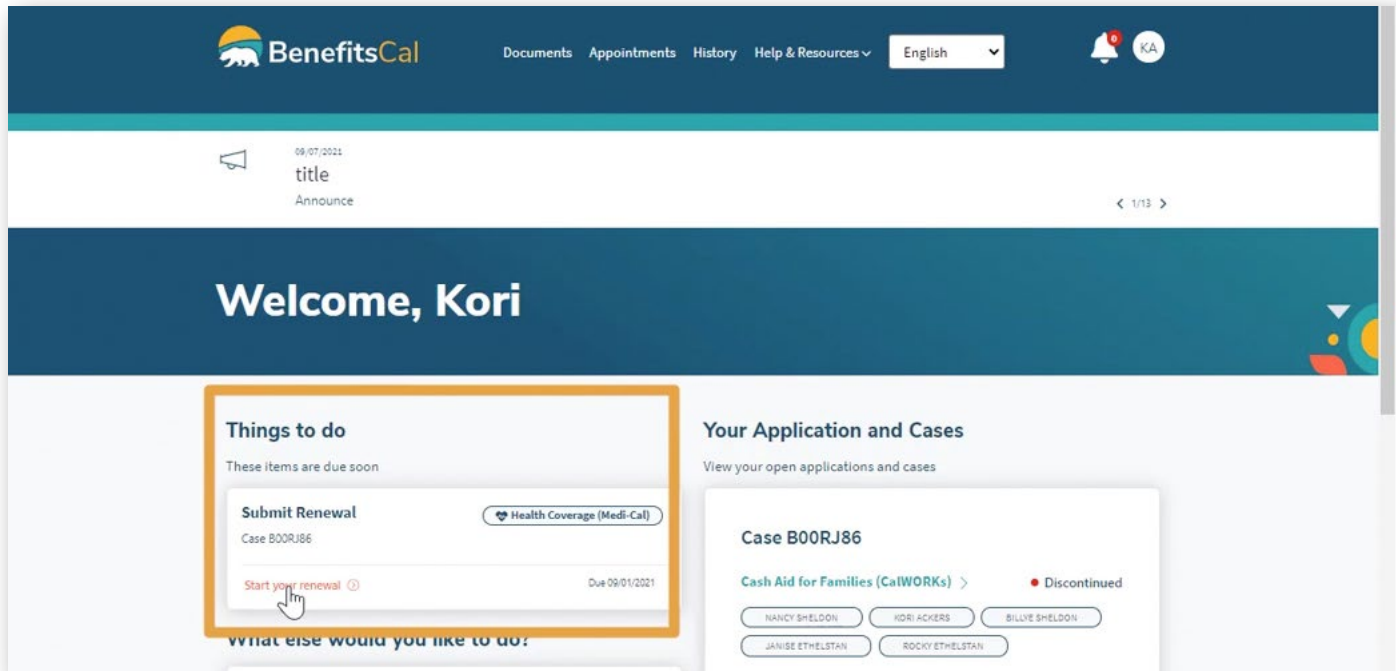 BenefitsCal
Documents Appointments History Help & Resources English 0 KA
09/07/2021
title
Announce
1/13
Welcome, Kori
Things to do
These items are due soon
Submit Renewal
Health Coverage (Medi-Cal)
Case B00RJ86
Start your renewal
Due 09/01/2021
What else would you like to do?
Your Application and Cases
View your open applications and cases
Case B00RJ86
Cash Aid for Families (CalWORKs) Discontinued
NANCY SHELDON KORI ACKERS BILLYE SHELDON
JANISE ETHELSTAN ROCKY ETHELSTAN